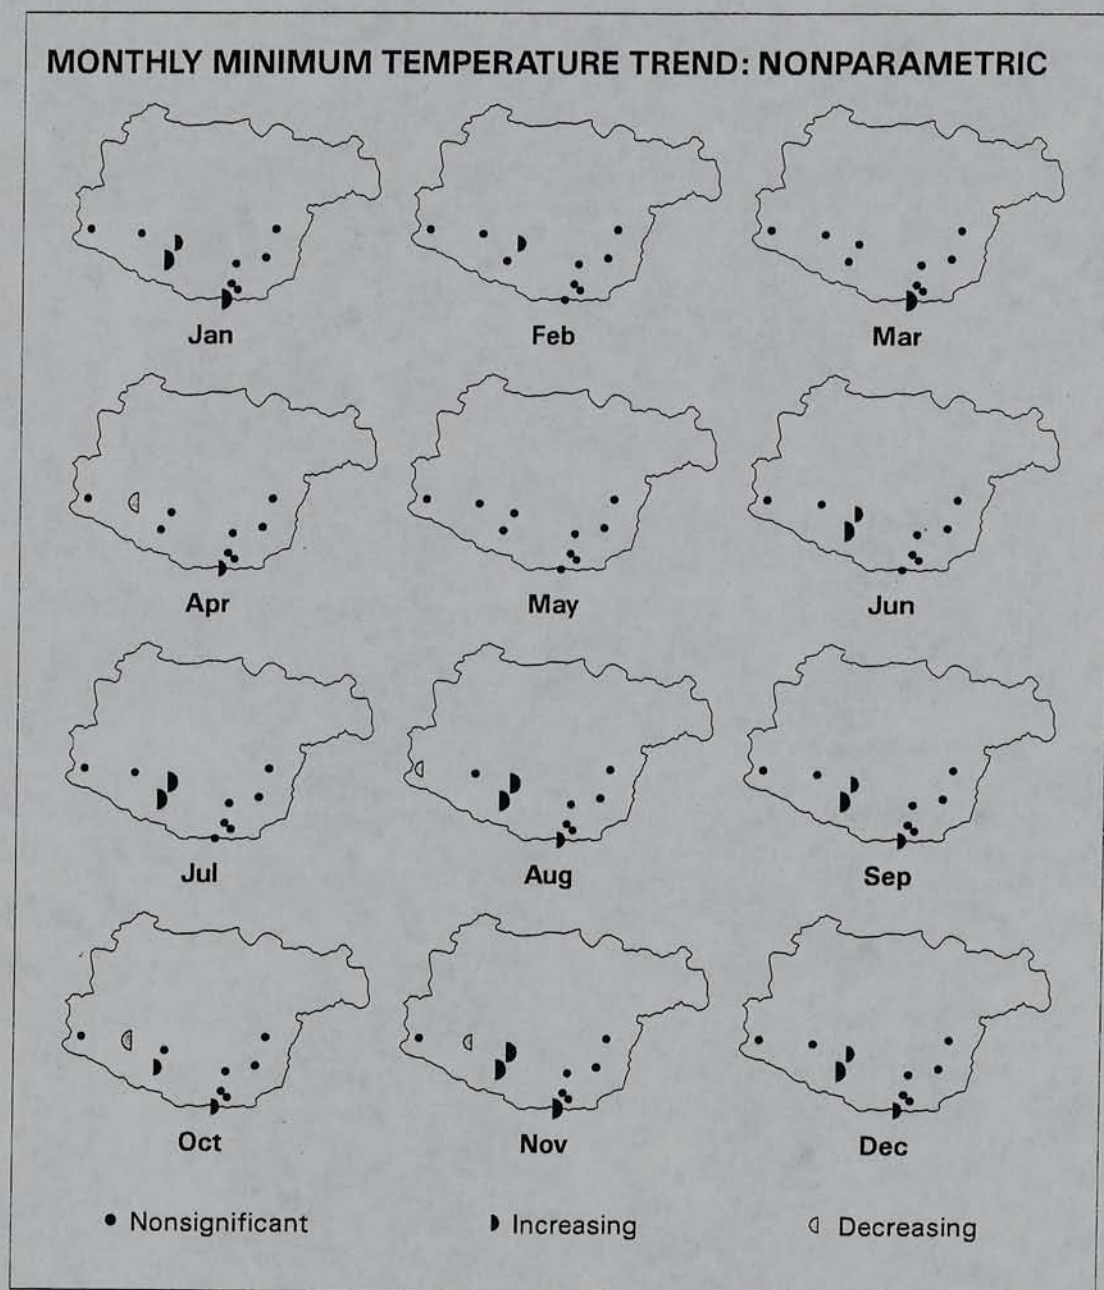 MONTHLY MINIMUM TEMPERATURE TREND: NONPARAMETRIC
Jan Feb Mar
Apr May Jun
Jul Aug Sep
Oct Nov Dec
Nonsignificant Increasing Decreasing